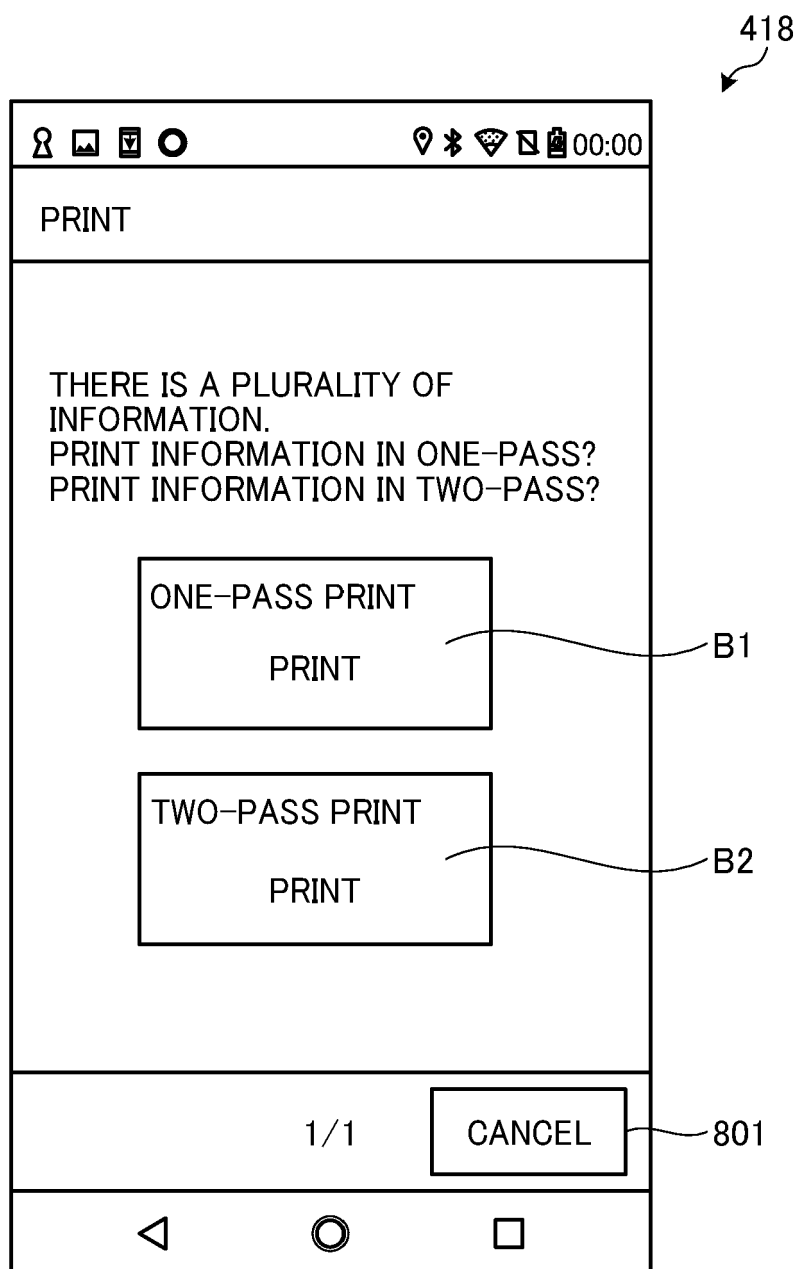 418
00:00
PRINT
THERE IS A PLURALITY OF
INFORMATION.
PRINT INFORMATION IN ONE-PASS?
PRINT INFORMATION IN TWO-PASS?
ONE-PASS PRINT
PRINT
B1
TWO-PASS PRINT
PRINT
B2
1/1
CANCEL
801